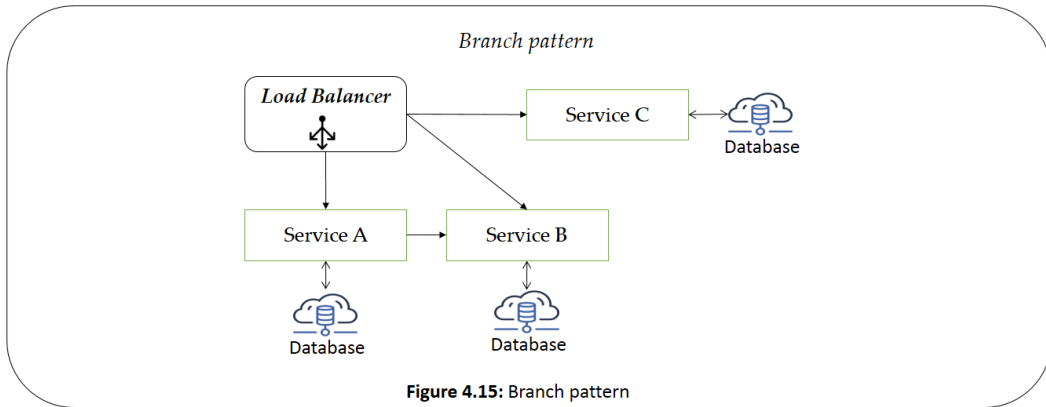 Branch pattern
Load Balancer
Service C
Database
Service A
Service B
Database
Database
Figure 4.15: Branch pattern